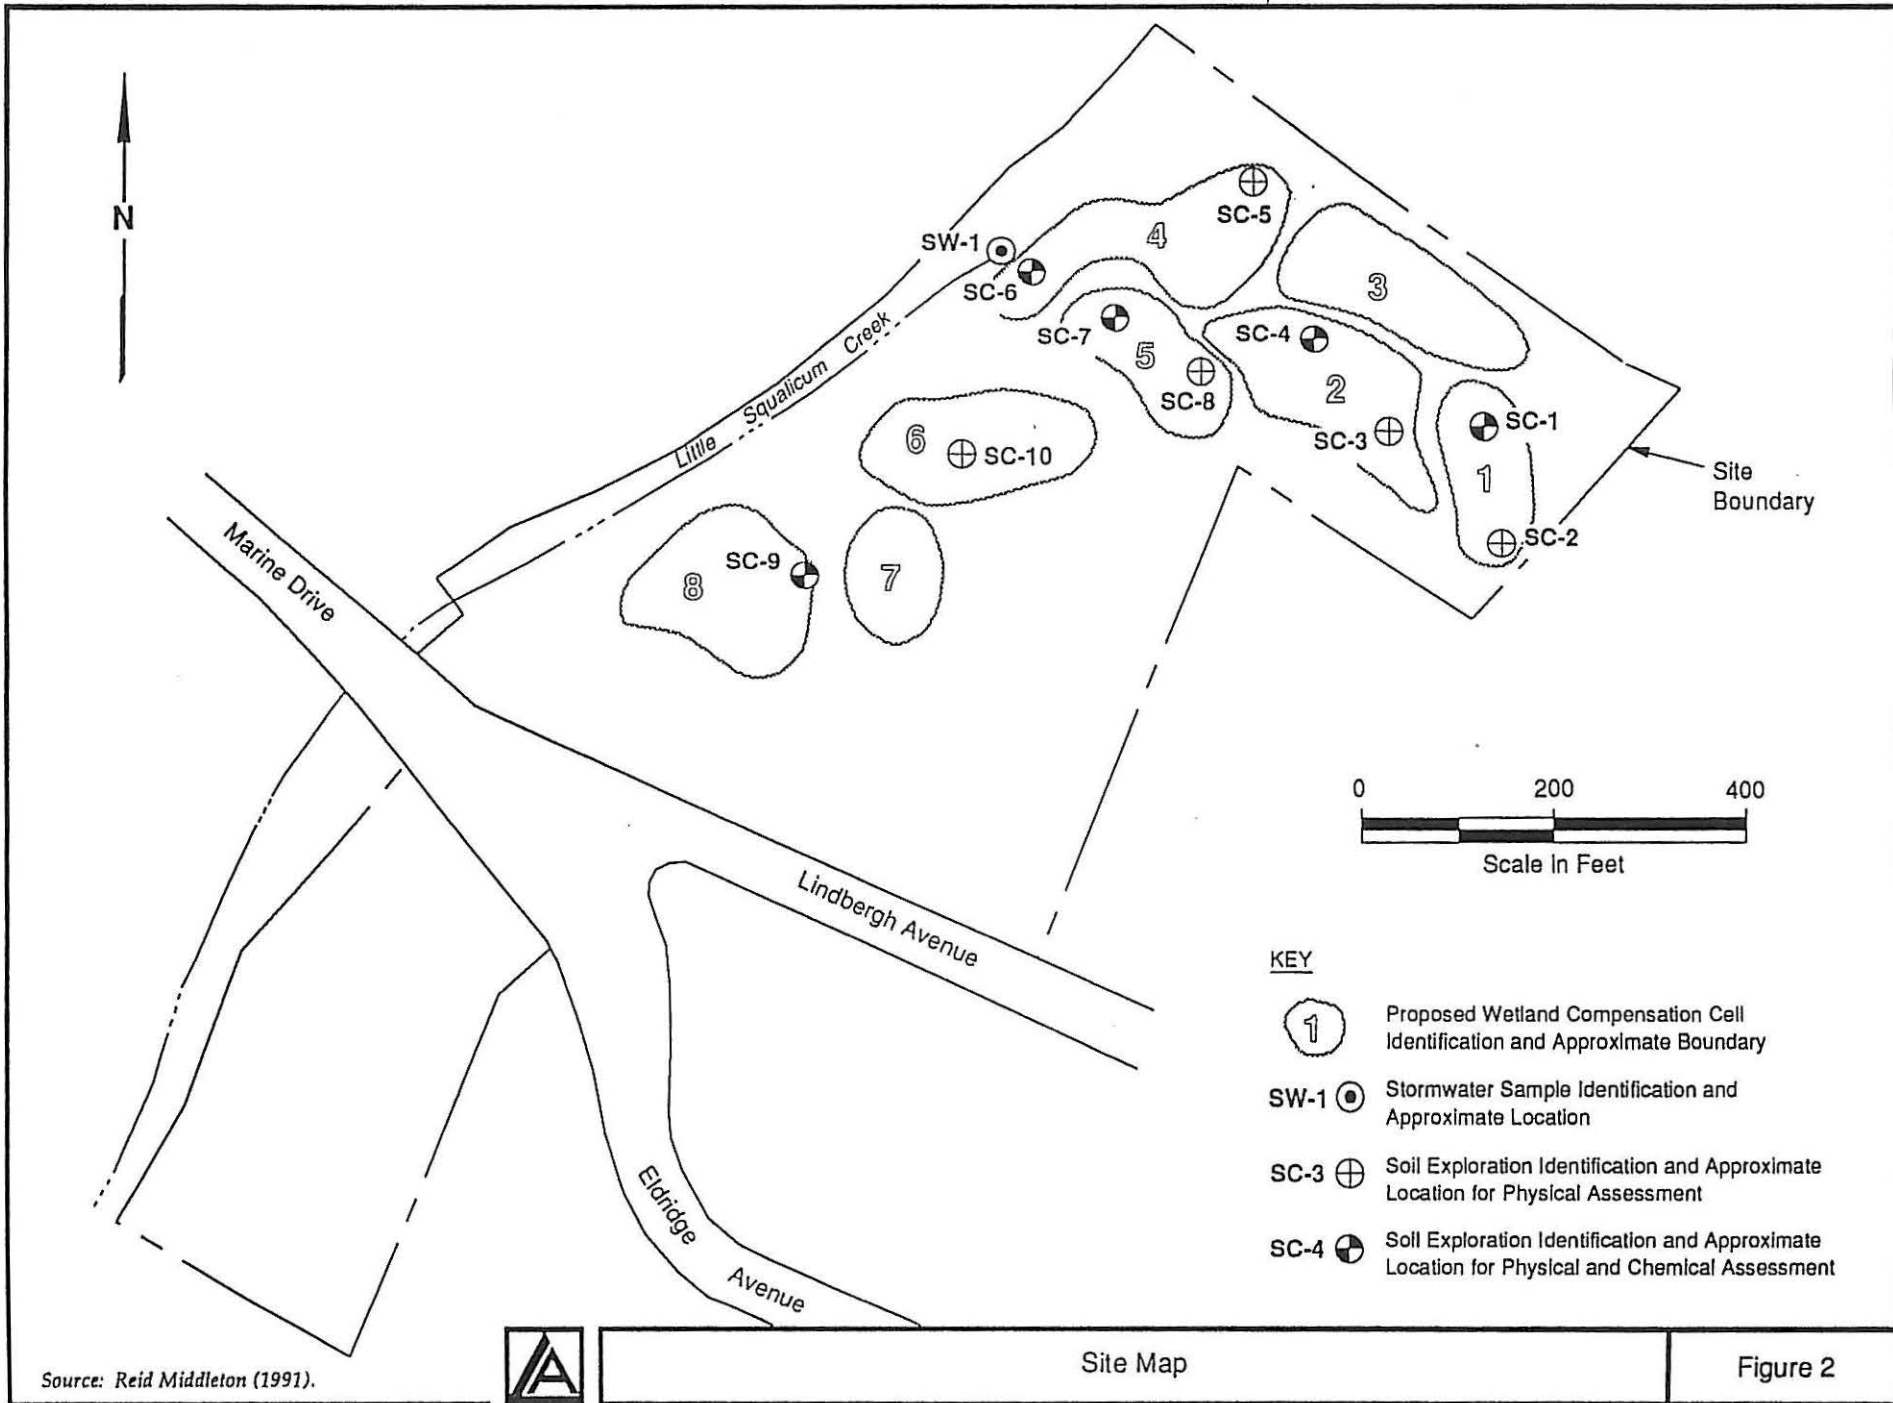 N
SW-1
SC-6
4
SC-5
3
SC-7
5
SC-8
SC-4
2
SC-3
SC-1
1
SC-2
Site
Boundary
Little Squalicum Creek
6
SC-10
SC-9
8
7
Marine Drive
Lindbergh Avenue
Eldridge
Avenue
0 200 400
Scale In Feet
KEY
1
Proposed Wetland Compensation Cell
Identification and Approximate Boundary
SW-1
Stormwater Sample Identification and
Approximate Location
SC-3
Soil Exploration Identification and Approximate
Location for Physical Assessment
SC-4
Soil Exploration Identification and Approximate
Location for Physical and Chemical Assessment
Source: Reid Middleton (1991).
A
Site Map
Figure 2